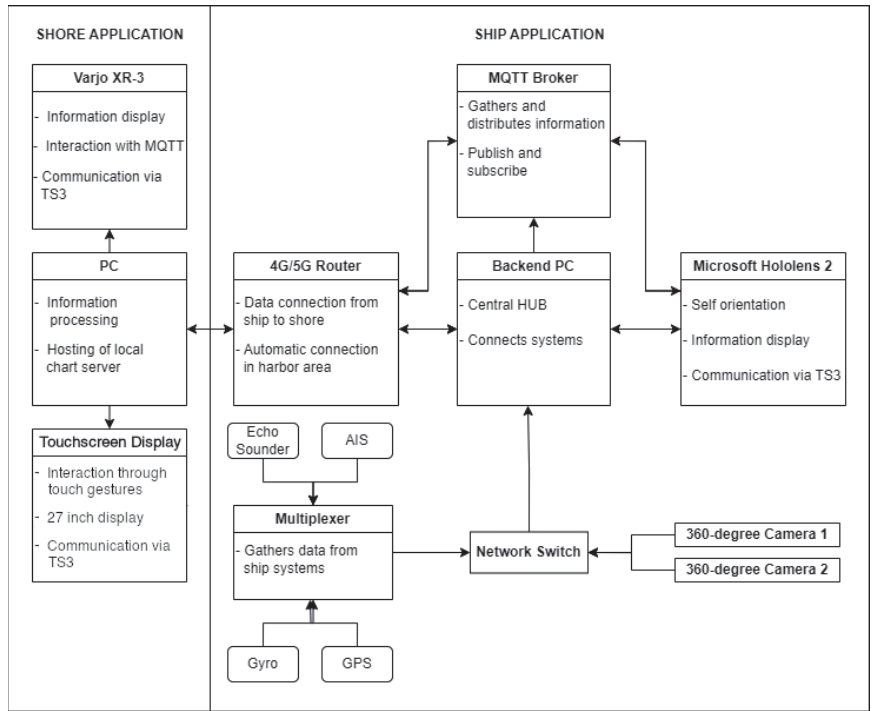 SHORE APPLICATION
Varjo XR-3
- Information display
- Interaction with MQTT
- Communication via
TS3
PC
- Information
processing
- Hosting of local
chart server
Touchscreen Display
- Interaction through
touch gestures
- 27 inch display
- Communication via
TS3
SHIP APPLICATION
MQTT Broker
- Gathers and
distributes information
- Publish and
subscribe
4G/5G Router
- Data connection from
ship to shore
- Automatic connection
in harbor area
Backend PC
- Central HUB
- Connects systems
Microsoft Hololens 2
- Self orientation
- Information display
- Communication via TS3
Echo
Sounder
AIS
Multiplexer
- Gathers data from
ship systems
Network Switch
360-degree Camera 1
360-degree Camera 2
Gyro
GPS